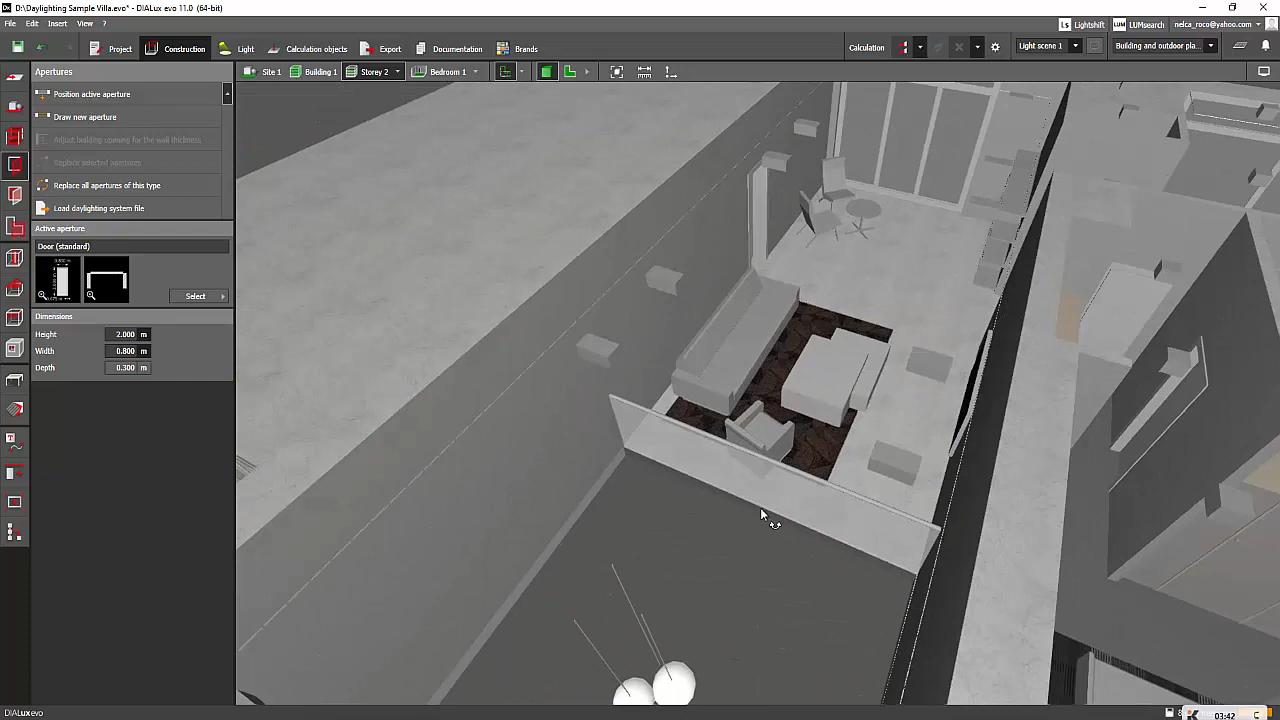 D:\Daylighting Sample Villa.evo* - DIALux evo 11.0 (64-bit)
File Edit Insert View ?
Lightshift LUMsearch nelca_roco@yahoo.com
Project Construction Light Calculation objects Export Documentation Brands
Calculation Light scene 1 Building and outdoor pla...
Apertures
Site 1 Building 1 Storey 2 Bedroom 1
Position active aperture
Draw new aperture
Adjust building opening for the wall thickness
Replace selected apertures
Replace all apertures of this type
Load daylighting system file
Active aperture
Door (standard)
Select
Dimensions
Height 2.000 m
Width 0.800 m
Depth 0.300 m
DIALuxevo
03:42